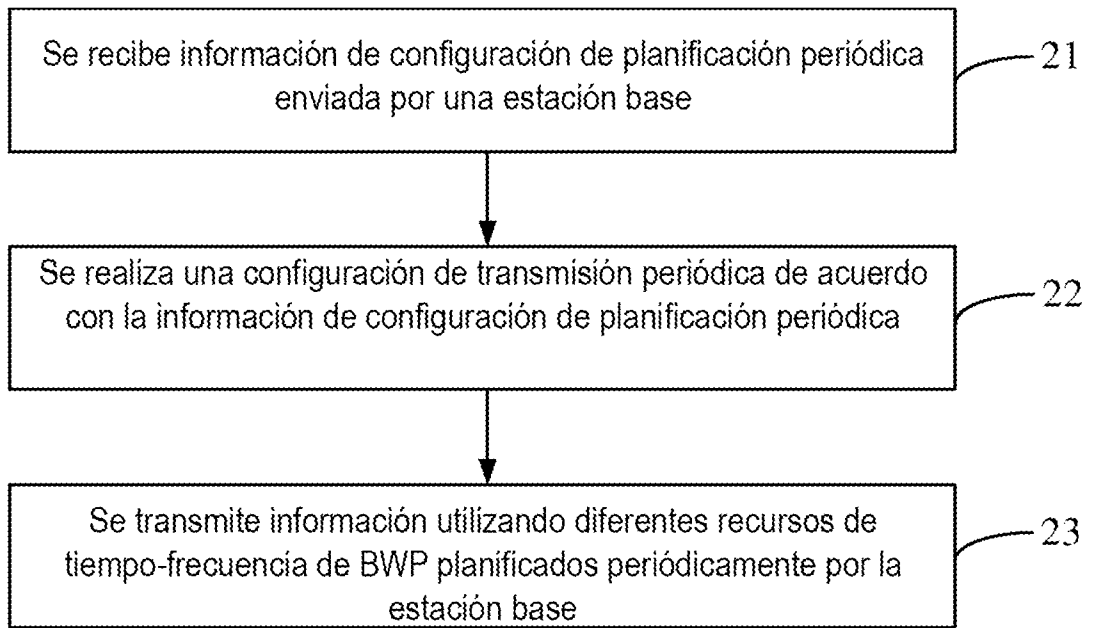 Se recibe información de configuración de planificación periódica
enviada por una estación base
21
Se realiza una configuración de transmisión periódica de acuerdo
con la información de configuración de planificación periódica
22
Se transmite información utilizando diferentes recursos de
tiempo-frecuencia de BWP planificados periódicamente por la
estación base
23